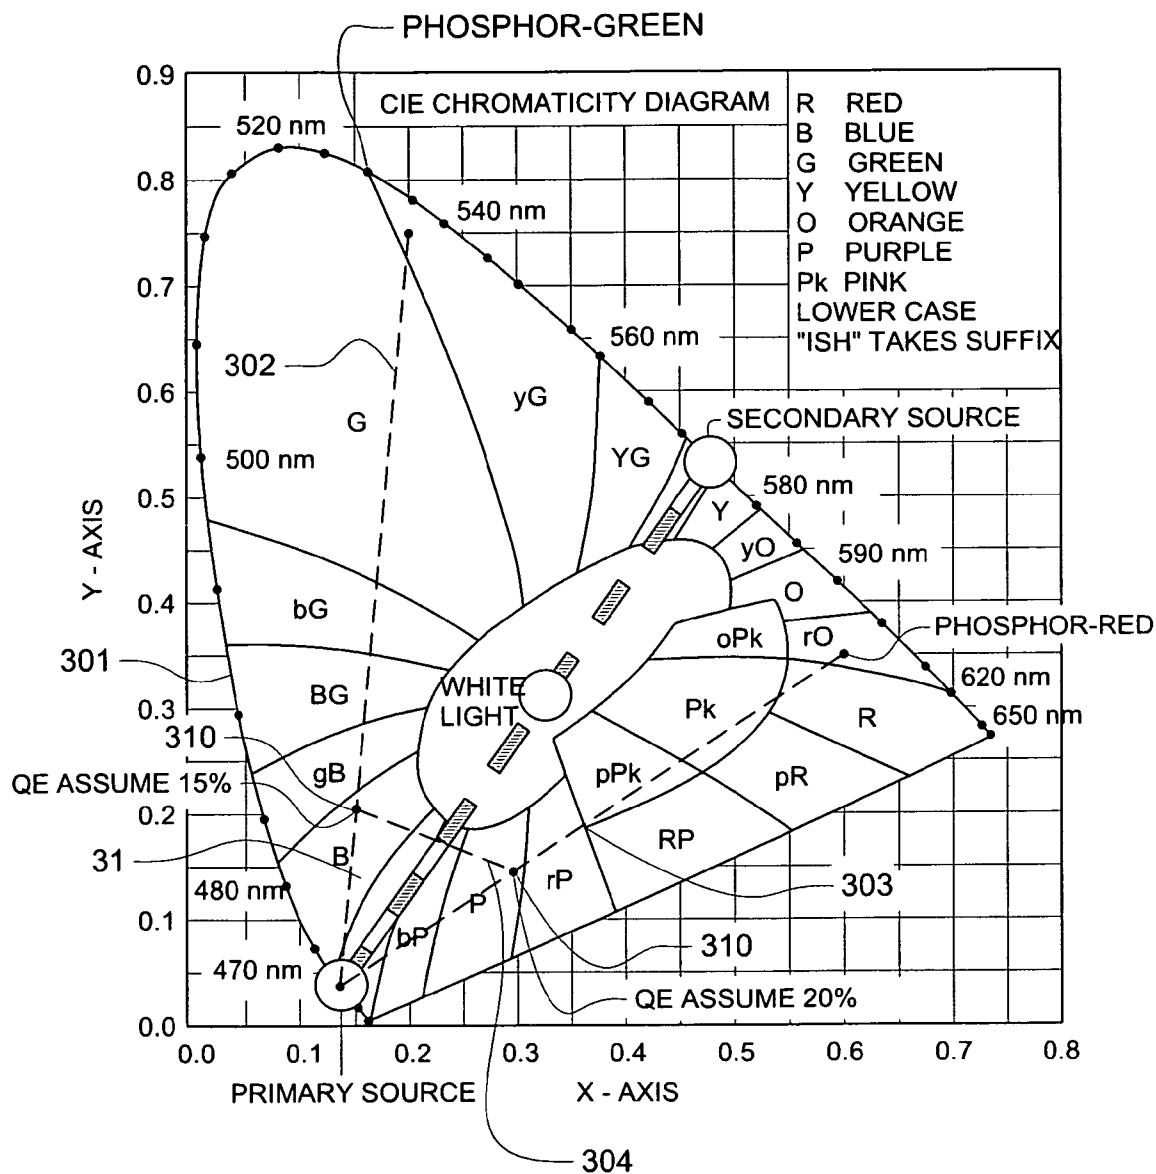 PHOSPHOR-GREEN
0.9
CIE CHROMATICITY DIAGRAM
R RED
B BLUE
G GREEN
Y YELLOW
O ORANGE
P PURPLE
Pk PINK
LOWER CASE
"ISH" TAKES SUFFIX
520 nm
0.8
540 nm
0.7
560 nm
302
0.6
yG
G
SECONDARY SOURCE
YG
500 nm
580 nm
0.5
Y
Y - AXIS
yO
590 nm
0.4
bG
O
PHOSPHOR-RED
oPk
rO
301
620 nm
WHITE
LIGHT
BG
0.3
Pk
R
650 nm
310
gB
pPk
pR
QE ASSUME 15%
0.2
RP
31
B
rP
303
480 nm
P
0.1
bP
310
470 nm
QE ASSUME 20%
0.0
0.0 0.1 0.2 0.3 0.4 0.5 0.6 0.7 0.8
PRIMARY SOURCE
X - AXIS
304